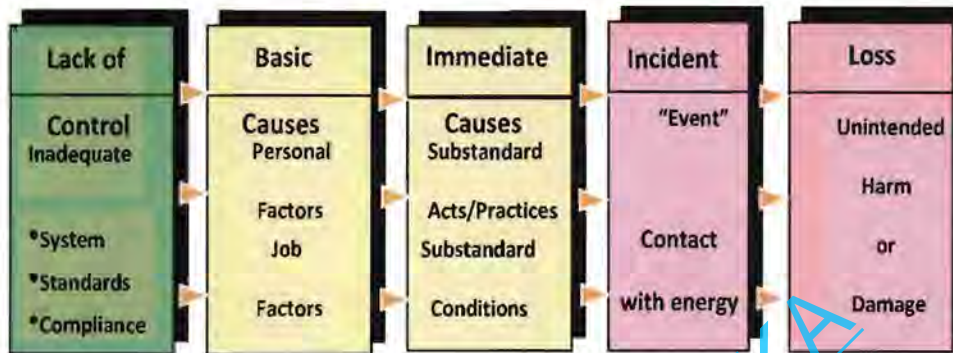 Lack of
Control
Inadequate
*System
*Standards
*Compliance
Basic
Causes
Personal
Factors
Job
Factors
Immediate
Causes
Substandard
Acts/Practices
Substandard
Conditions
Incident
"Event"
Contact
with energy
Loss
Unintended
Harm
or
Damage
A